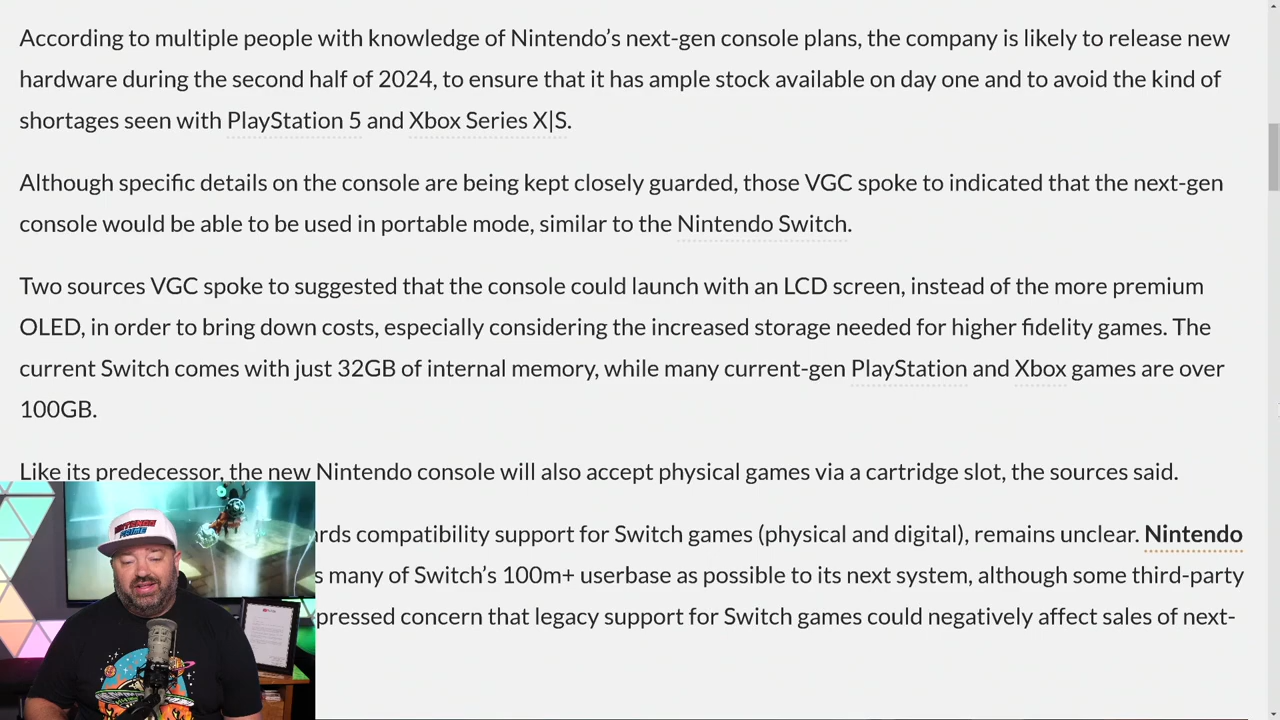 According to multiple people with knowledge of Nintendo’s next-gen console plans, the company is likely to release new
hardware during the second half of 2024, to ensure that it has ample stock available on day one and to avoid the kind of
shortages seen with PlayStation 5 and Xbox Series X|S.
Although specific details on the console are being kept closely guarded, those VGC spoke to indicated that the next-gen
console would be able to be used in portable mode, similar to the Nintendo Switch.
Two sources VGC spoke to suggested that the console could launch with an LCD screen, instead of the more premium
OLED, in order to bring down costs, especially considering the increased storage needed for higher fidelity games. The
current Switch comes with just 32GB of internal memory, while many current-gen PlayStation and Xbox games are over
100GB.
Like its predecessor, the new Nintendo console will also accept physical games via a cartridge slot, the sources said.
rds compatibility support for Switch games (physical and digital), remains unclear. Nintendo
s many of Switch’s 100m+ userbase as possible to its next system, although some third-party
pressed concern that legacy support for Switch games could negatively affect sales of next-
NINTENDO
PRIME